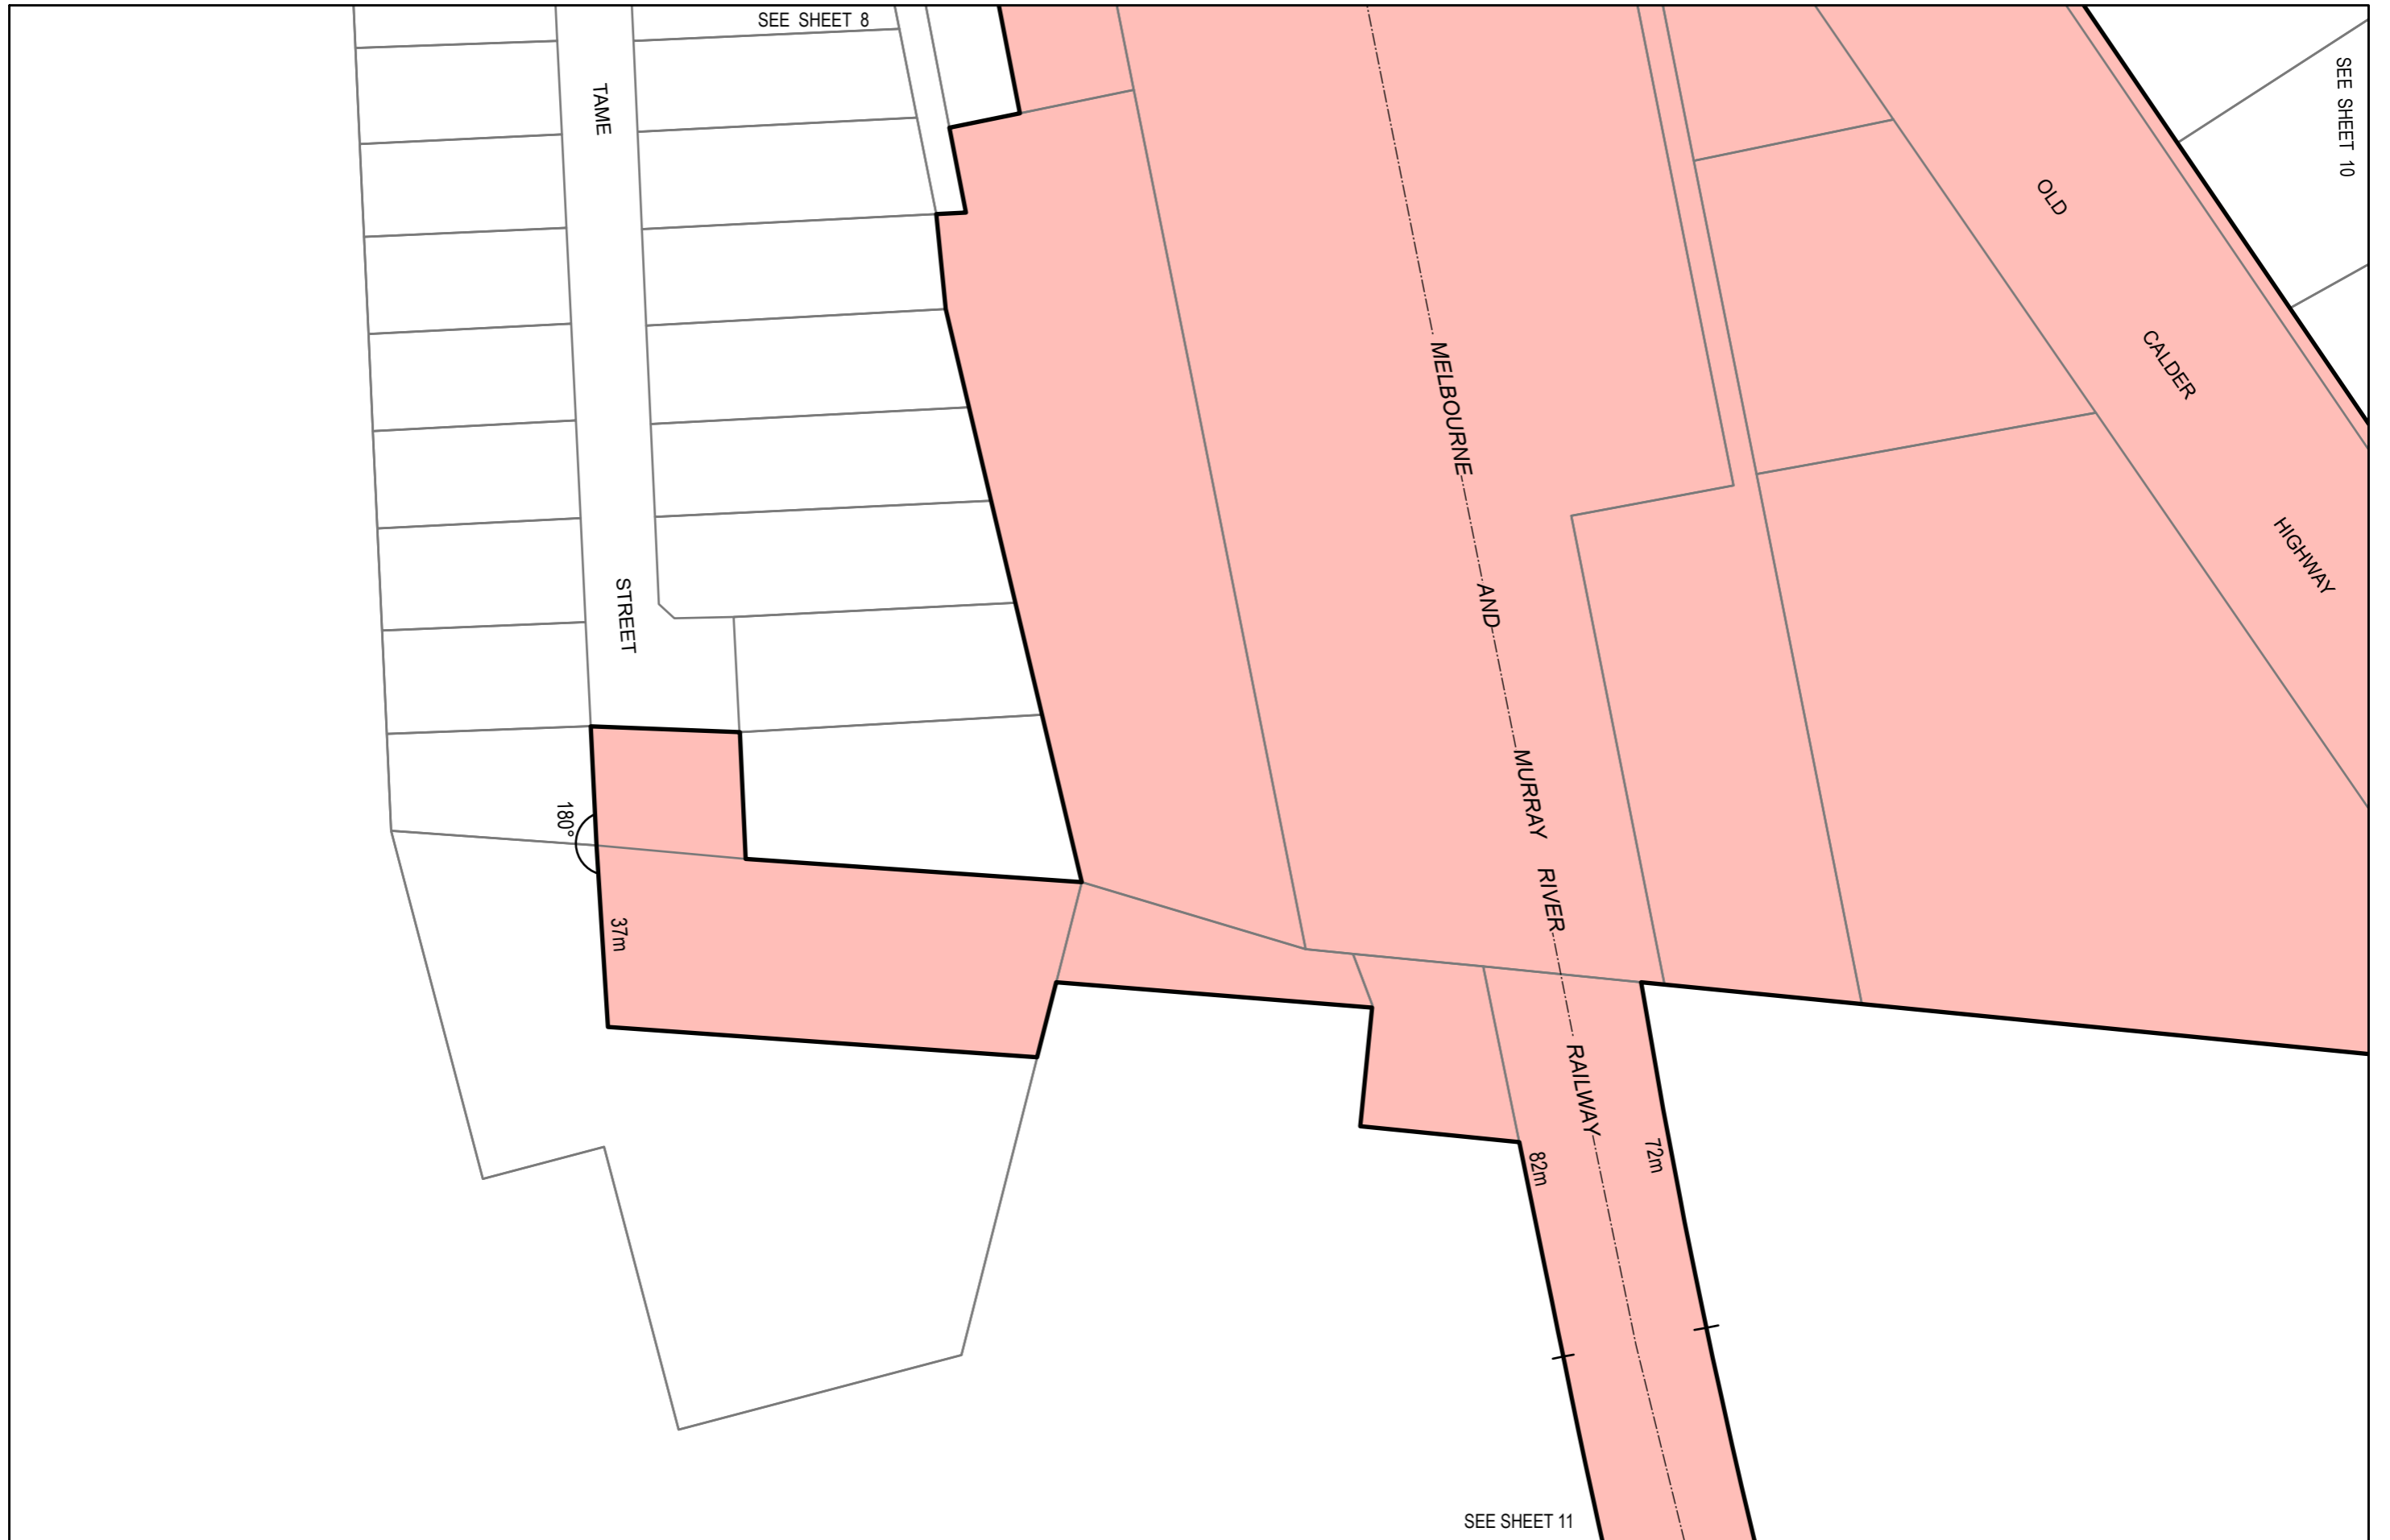 SEE SHEET 8
SEE SHEET 10
TAME
STREET
OLD
CALDER
HIGHWAY
MELBOURNE
AND
MURRAY
RIVER
RAILWAY
180°
37m
82m
72m
SEE SHEET 11